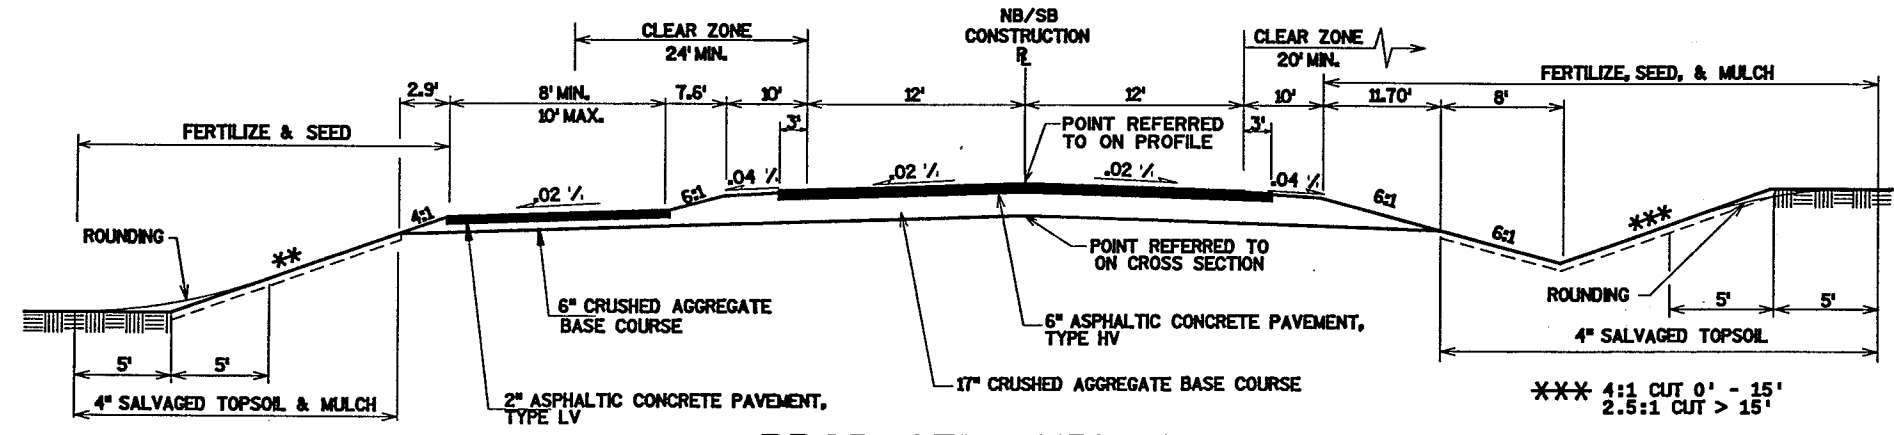 NB/SB
CONSTRUCTION
CLEAR ZONE
24' MIN.
CLEAR ZONE
20' MIN.
FERTILIZE, SEED, & MULCH
2.9'
8' MIN.
10' MAX.
7.6'
10'
12'
12'
10'
11.70'
8'
3'
3'
FERTILIZE & SEED
POINT REFERRED
TO ON PROFILE
4:1
.02 '/'
6:1
.04 '/'
.02 '/'
.02 '/'
.04 '/'
6:1
6:1
***
ROUNDING
**
POINT REFERRED TO
ON CROSS SECTION
ROUNDING
6" CRUSHED AGGREGATE
BASE COURSE
6" ASPHALTIC CONCRETE PAVEMENT,
TYPE HV
5'
5'
4" SALVAGED TOPSOIL
5'
5'
17" CRUSHED AGGREGATE BASE COURSE
4" SALVAGED TOPSOIL & MULCH
2" ASPHALTIC CONCRETE PAVEMENT,
TYPE LV
*** 4:1 CUT 0' - 15'
2.5:1 CUT > 15'